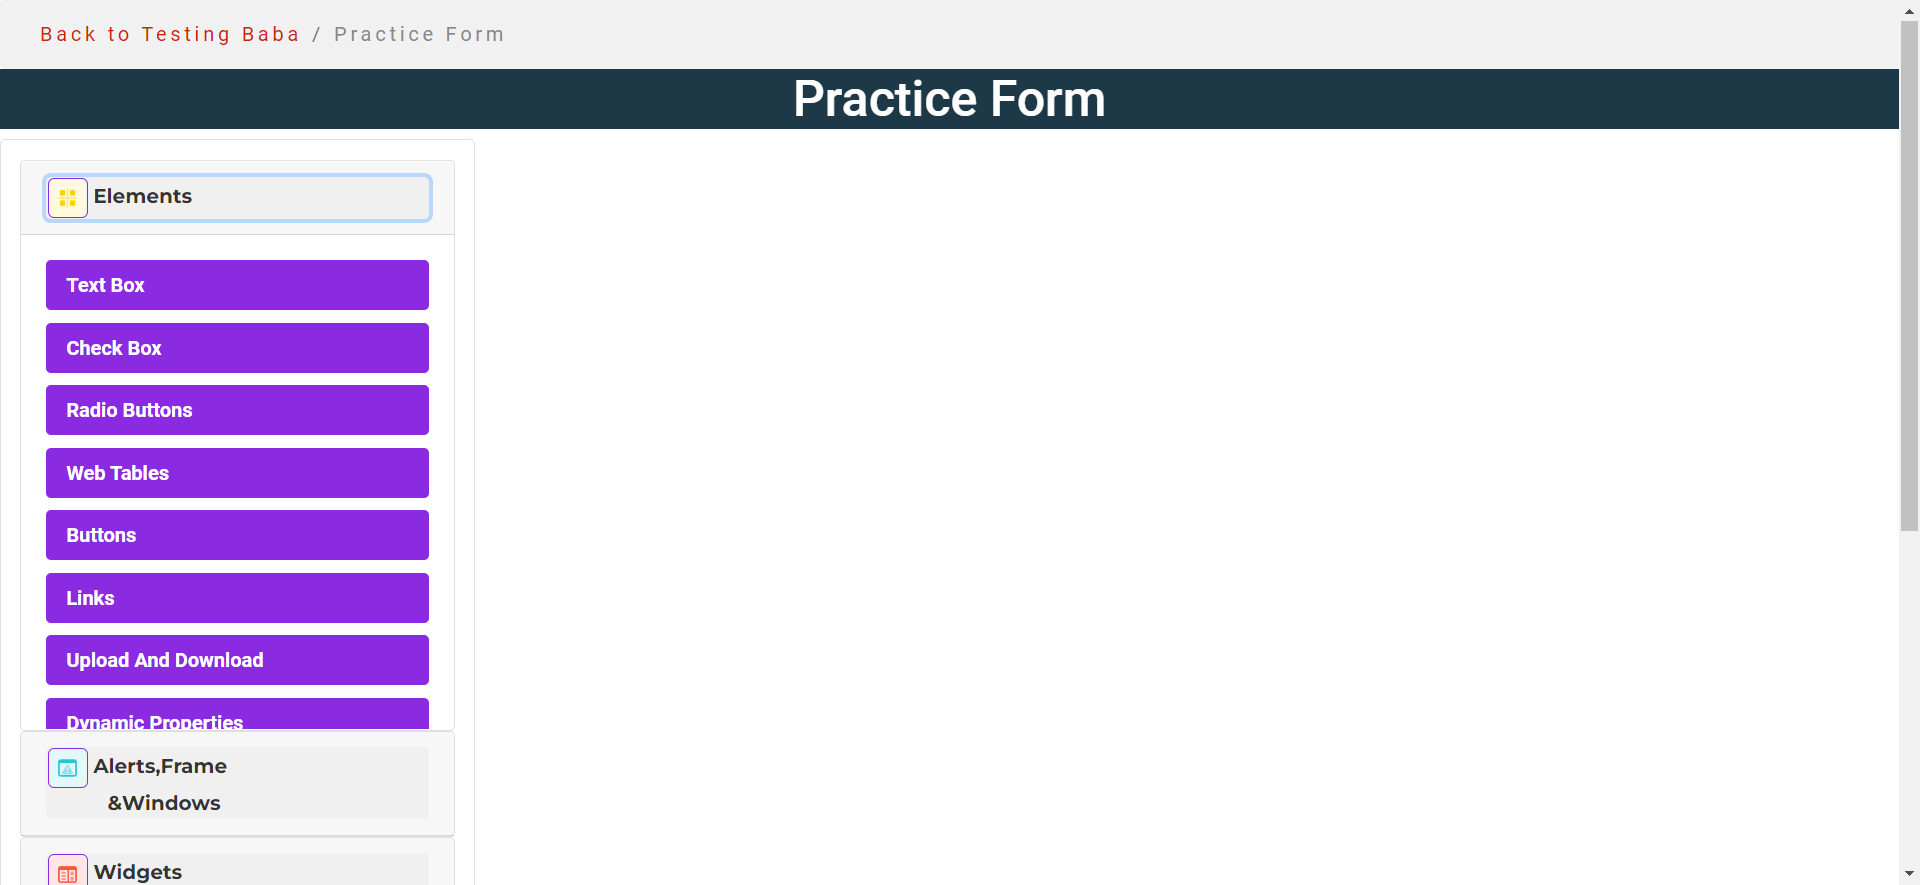 Back to Testing Baba / Practice Form
Practice Form
Elements
Text Box
Check Box
Radio Buttons
Web Tables
Buttons
Links
Upload And Download
Dynamic Properties
Alerts,Frame
&Windows
Widgets